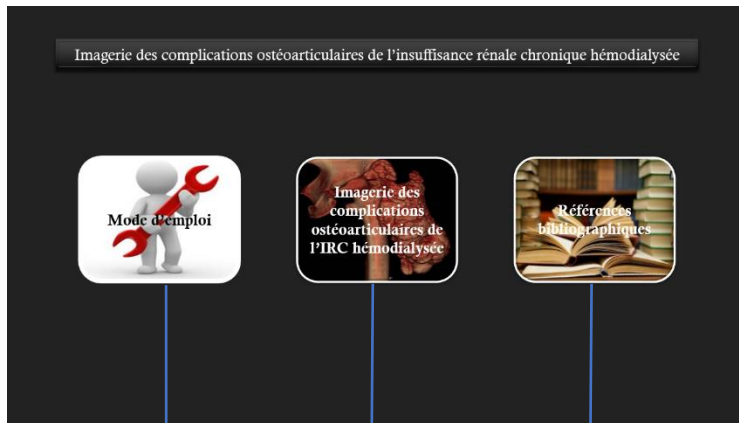 Imagerie des complications ostéoarticulaires de l’insuffisance rénale chronique hémodialysée
Mode d’emploi
Imagerie des
complications
ostéoarticulaires de
l’IRC hémodialysée
Références
bibliographiques